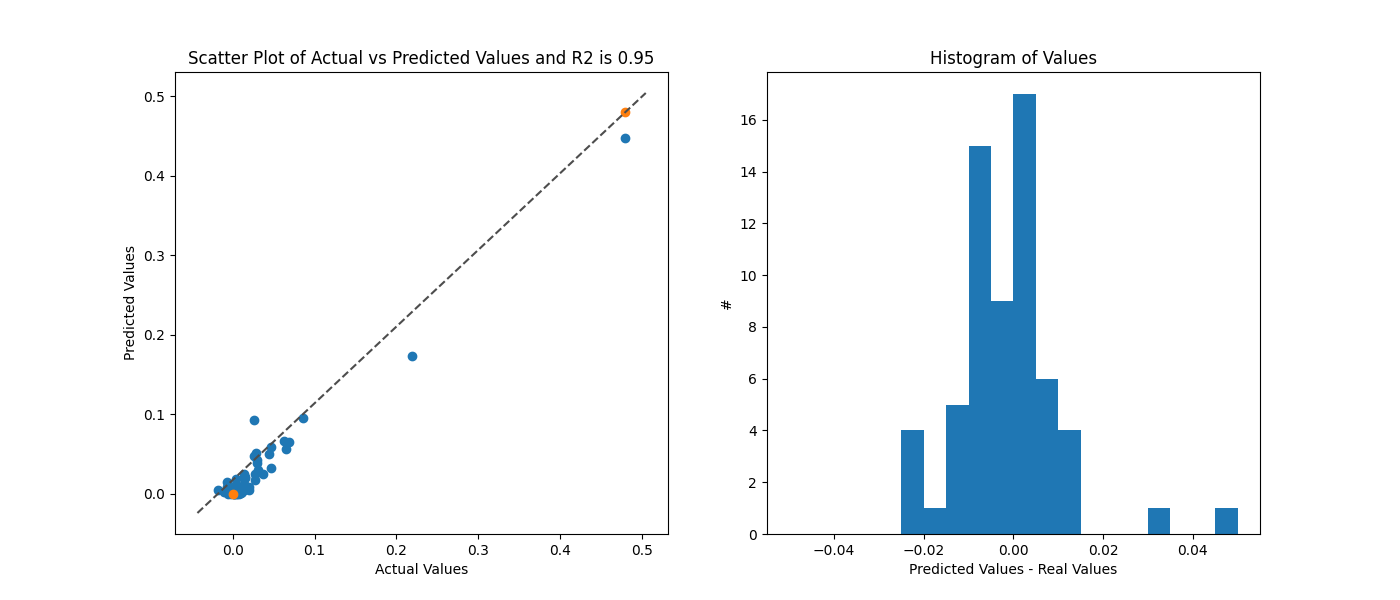 Scatter Plot of Actual vs Predicted Values and R2 is 0.95
0.5
0.4
0.3
0.2
0.1
0.0
Predicted Values
0.0 0.1 0.2 0.3 0.4 0.5
Actual Values
Histogram of Values
16
14
12
10
8
6
4
2
0
#
−0.04 −0.02 0.00 0.02 0.04
Predicted Values - Real Values